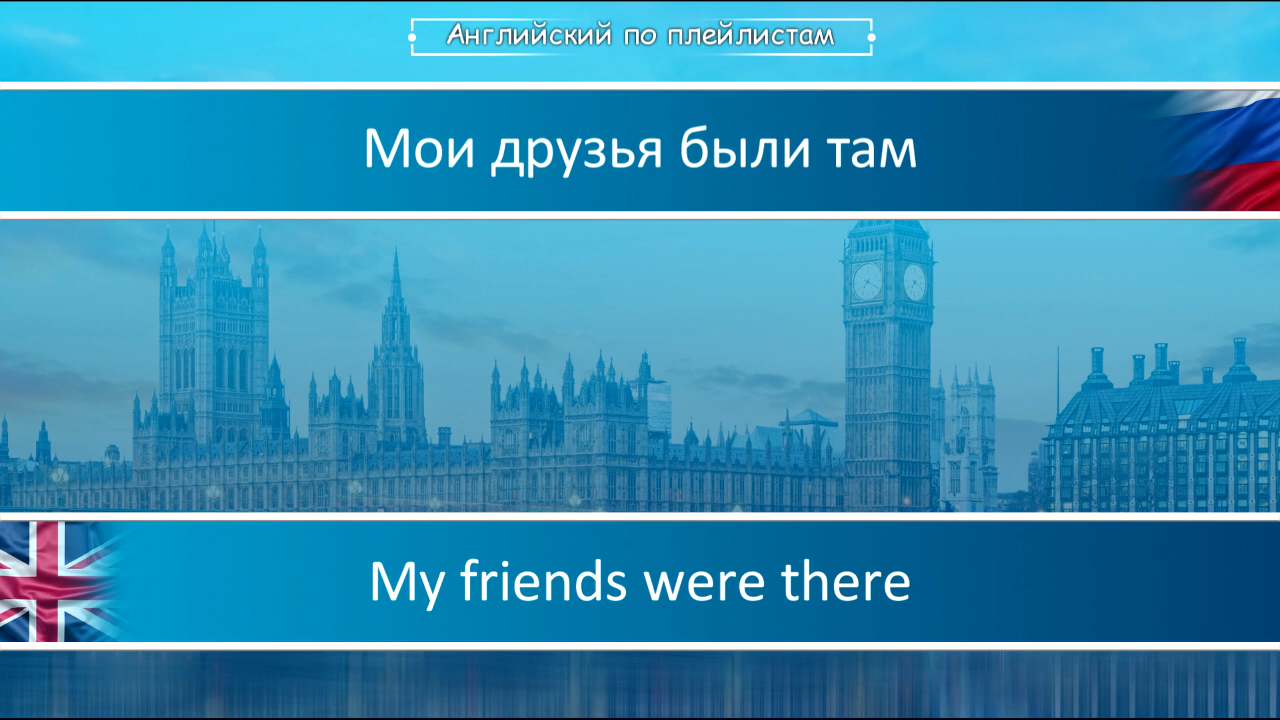 Английский по плейлистам
Мои друзья были там
My friends were there